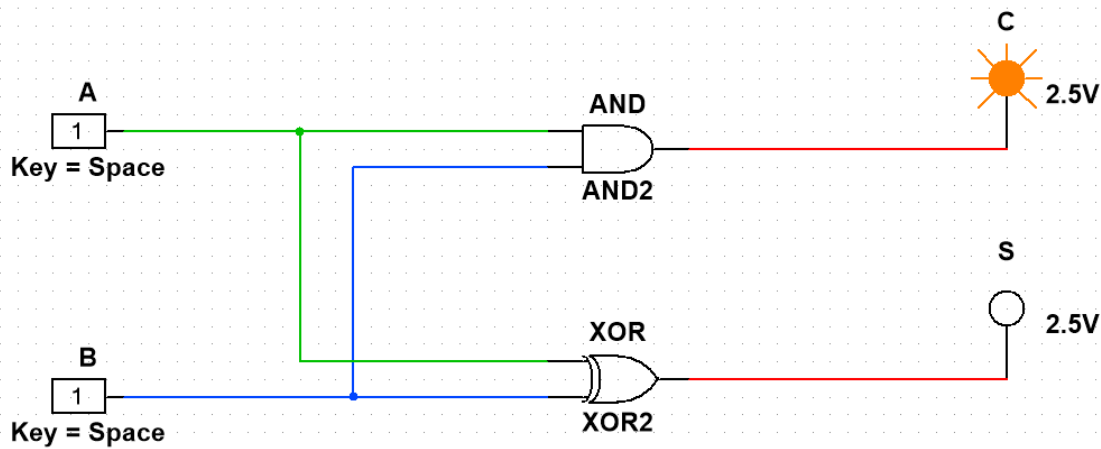 C
2.5V
A
1
Key = Space
AND
AND2
S
2.5V
XOR
XOR2
B
1
Key = Space